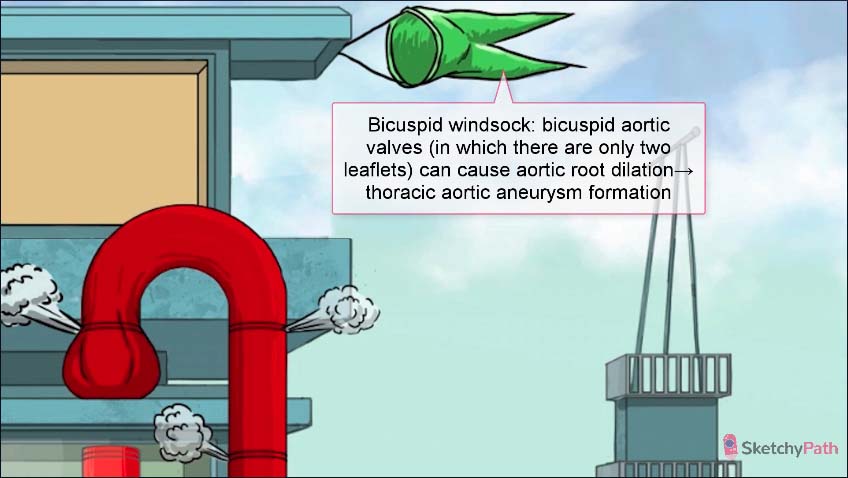 Bicuspid windsock: bicuspid aortic
valves (in which there are only two
leaflets) can cause aortic root dilation→
thoracic aortic aneurysm formation
SketchyPath